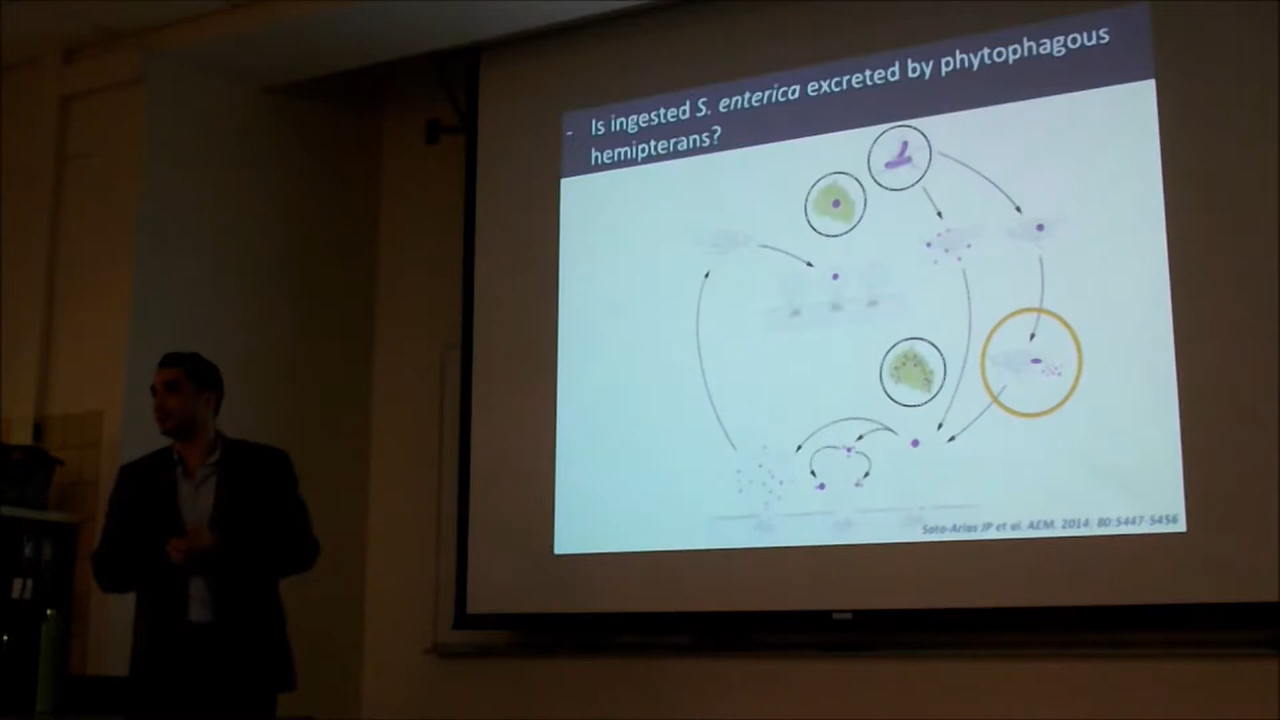 - Is ingested S. enterica excreted by phytophagous
hemipterans?
Soto-Arias JP et al. AEM. 2014; 80:5447-5456